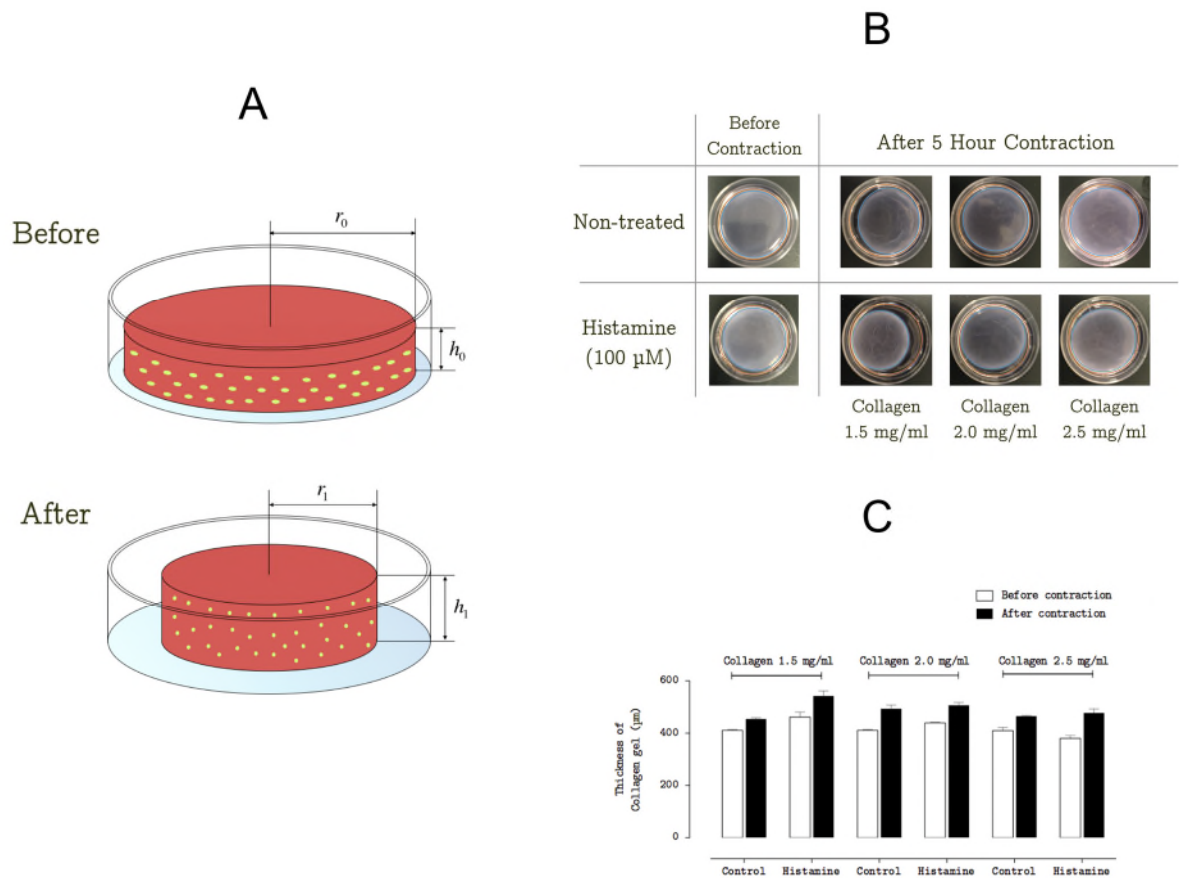 A
Before
r0
h0
After
r1
h1
B
Before
Contraction
After 5 Hour Contraction
Non-treated
Histamine
(100 µM)
Collagen
1.5 mg/ml
Collagen
2.0 mg/ml
Collagen
2.5 mg/ml
C
Before contraction
After contraction
Collagen 1.5 mg/ml
Collagen 2.0 mg/ml
Collagen 2.5 mg/ml
Thickness of
Collagen gel (µm)
600
400
200
0
Control
Histamine
Control
Histamine
Control
Histamine